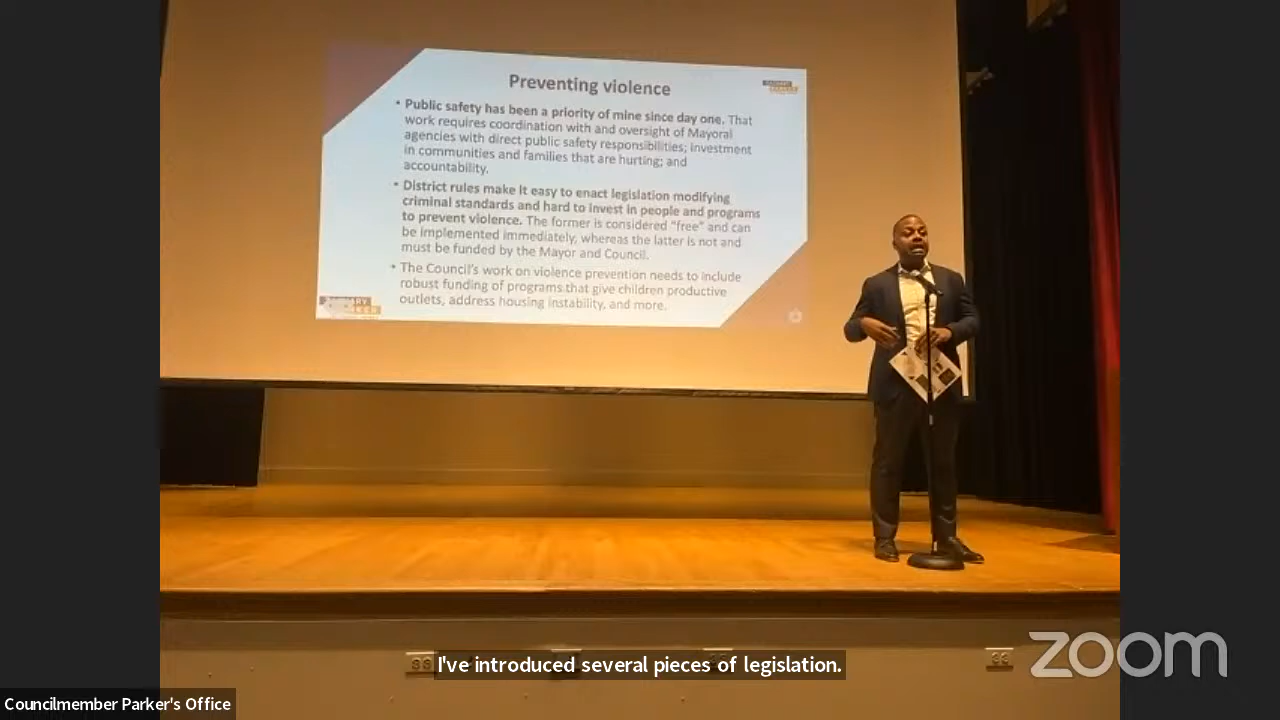 Preventing violence
• Public safety has been a priority of mine since day one. That
work requires coordination with and oversight of Mayoral
agencies with direct public safety responsibilities; investment
in communities and families that are hurting; and
accountability.
• District rules make it easy to enact legislation modifying
criminal standards and hard to invest in people and programs
to prevent violence. The former is considered "free" and can
be implemented immediately, whereas the latter is not and
must be funded by the Mayor and Council.
• The Council's work on violence prevention needs to include
robust funding of programs that give children productive
outlets, address housing instability, and more.
I've introduced several pieces of legislation.
zoom
Councilmember Parker's Office